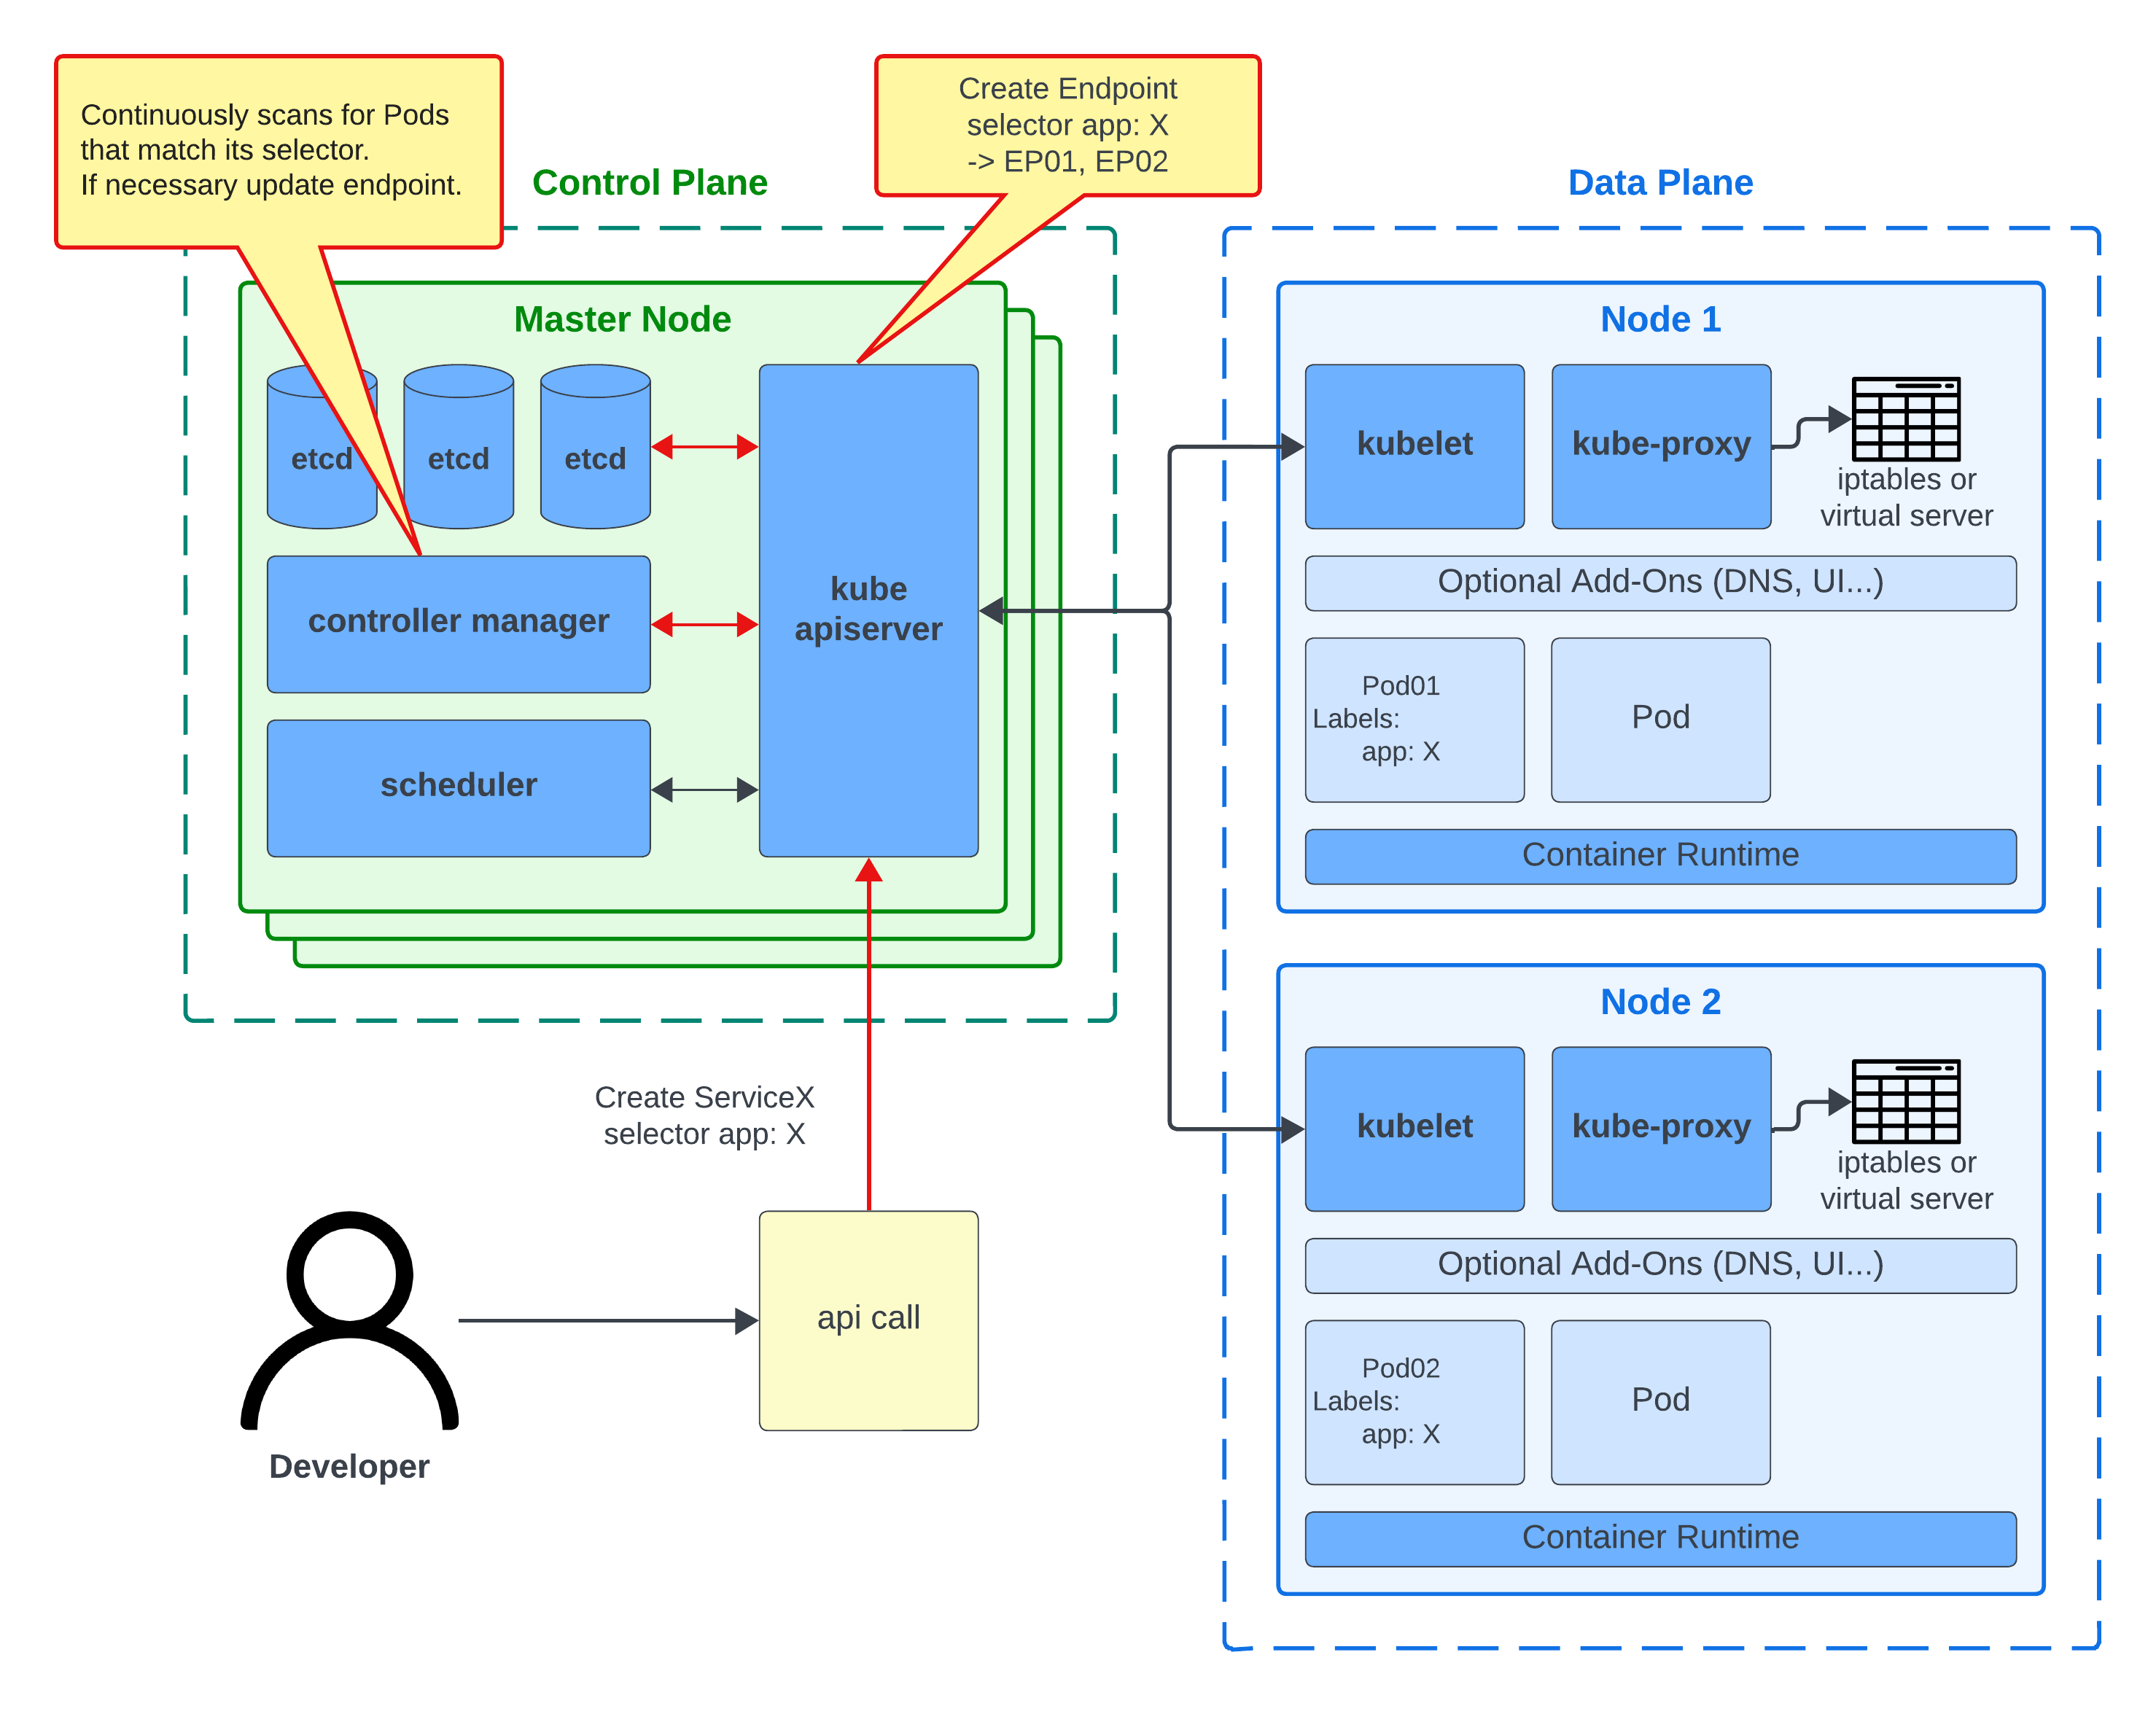 Continuously scans for Pods
that match its selector.
If necessary update endpoint.
Create Endpoint
selector app: X
-> EP01, EP02
Control Plane
Data Plane
Master Node
etcd
etcd
etcd
controller manager
scheduler
kube
apiserver
Node 1
kubelet
kube-proxy
iptables or
virtual server
Optional Add-Ons (DNS, UI...)
Pod01
Labels:
app: X
Pod
Container Runtime
Node 2
kubelet
kube-proxy
iptables or
virtual server
Optional Add-Ons (DNS, UI...)
Pod02
Labels:
app: X
Pod
Container Runtime
Create ServiceX
selector app: X
api call
Developer